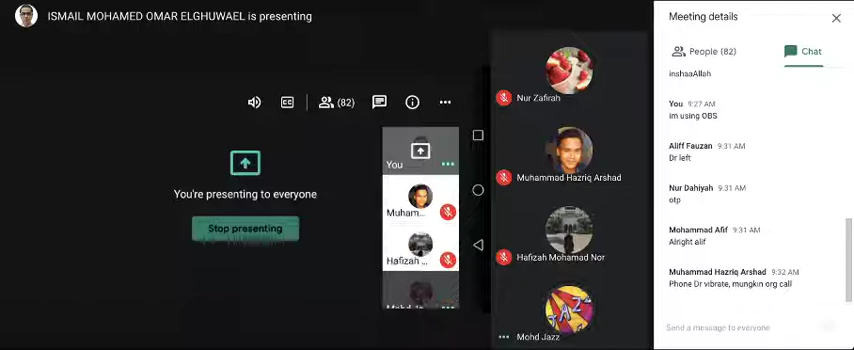 ISMAIL MOHAMED OMAR ELGHUWAEL is presenting
Meeting details
People (82)
Chat
(82)
You're presenting to everyone
Stop presenting
You
Muham...
Hafizah ...
Nur Zafirah
Muhammad Hazriq Arshad
Hafizah Mohamad Nor
Mohd Jazz
inshaaAllah
You 9:27 AM
im using OBS
Aliff Fauzan 9:31 AM
Dr left
Nur Dahiyah 9:31 AM
otp
Mohammad Afif 9:31 AM
Alright alif
Muhammad Hazriq Arshad 9:32 AM
Phone Dr vibrate, mungkin org call
Send a message to everyone